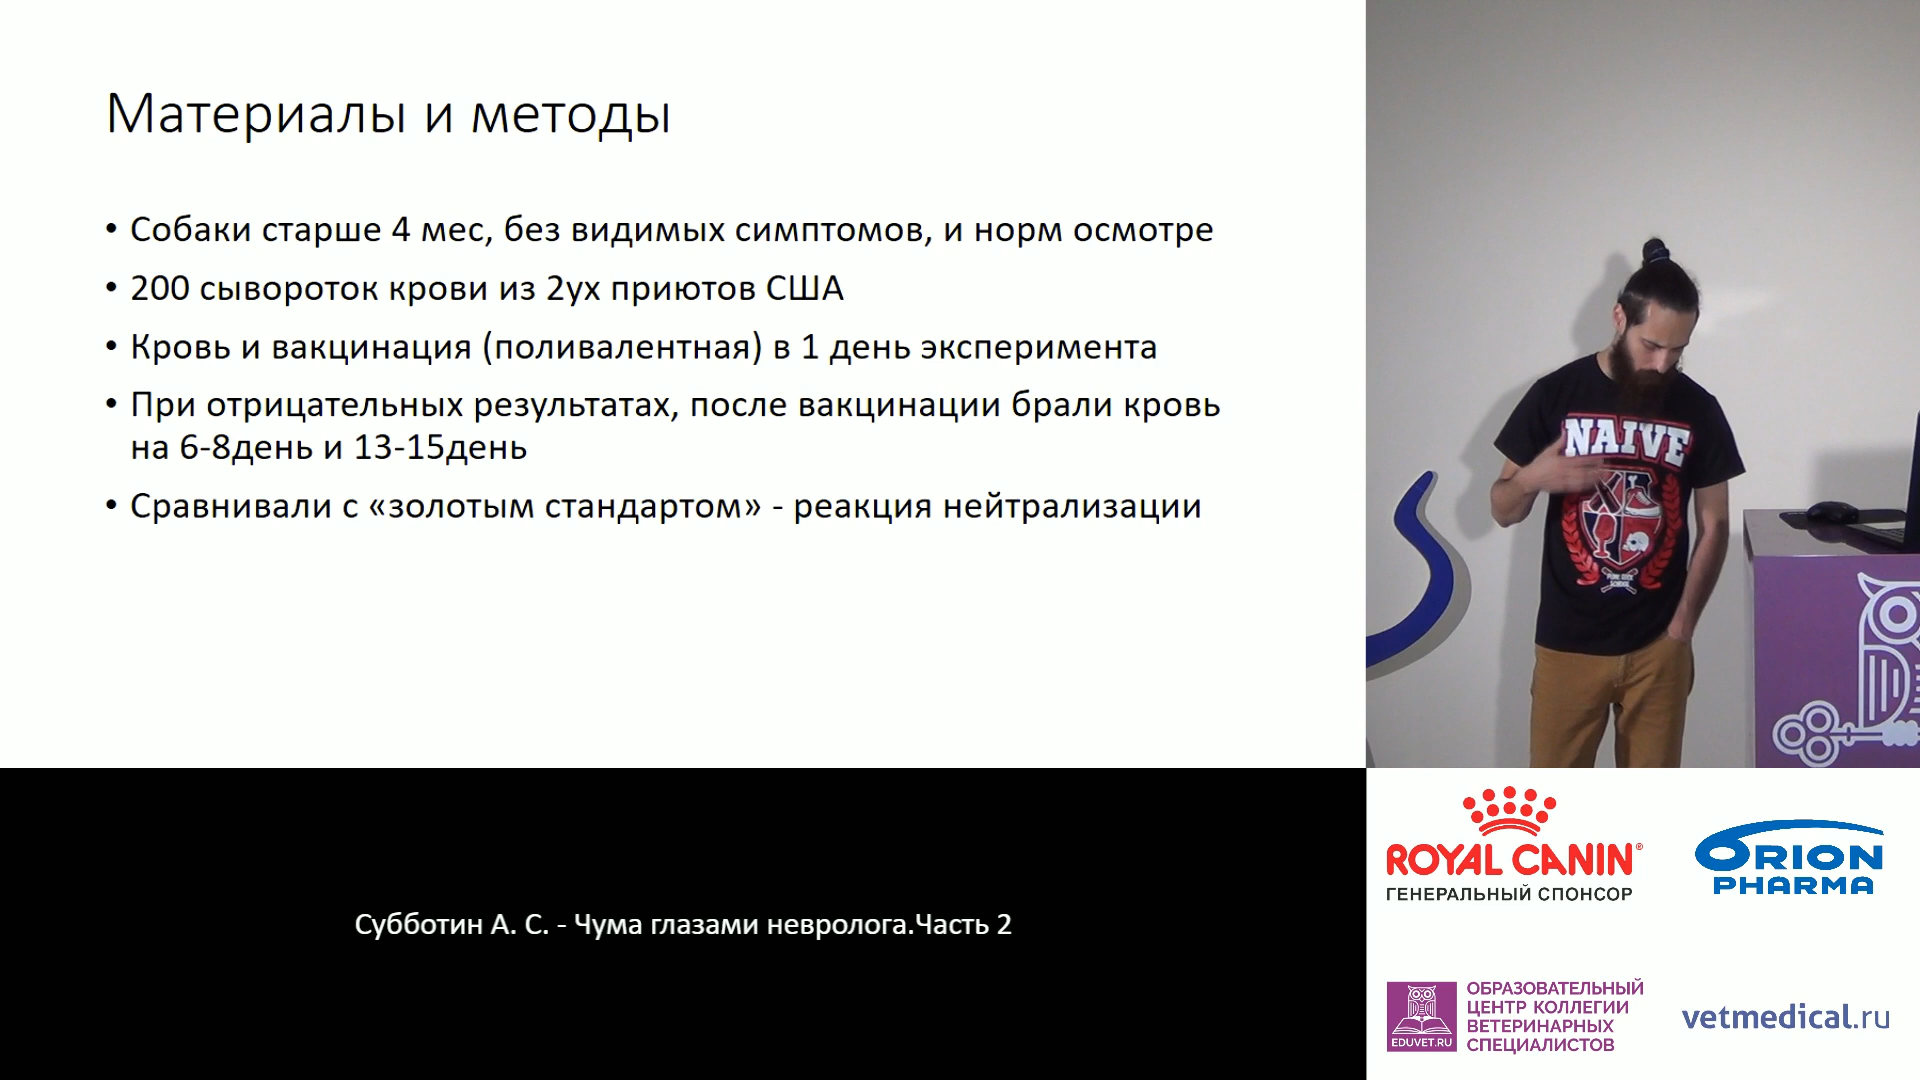 Материалы и методы
• Собаки старше 4 мес, без видимых симптомов, и норм осмотре
• 200 сывороток крови из 2ух приютов США
• Кровь и вакцинация (поливалентная) в 1 день эксперимента
• При отрицательных результатах, после вакцинации брали кровь
на 6-8день и 13-15день
• Сравнивали с «золотым стандартом» - реакция нейтрализации
NAIVE
PUNK ROCK
SCHOOL
Субботин А. С. - Чума глазами невролога.Часть 2
ROYAL CANIN®
ГЕНЕРАЛЬНЫЙ СПОНСОР
ORION
PHARMA
EDUVET.RU
ОБРАЗОВАТЕЛЬНЫЙ
ЦЕНТР КОЛЛЕГИИ
ВЕТЕРИНАРНЫХ
СПЕЦИАЛИСТОВ
vetmedical.ru